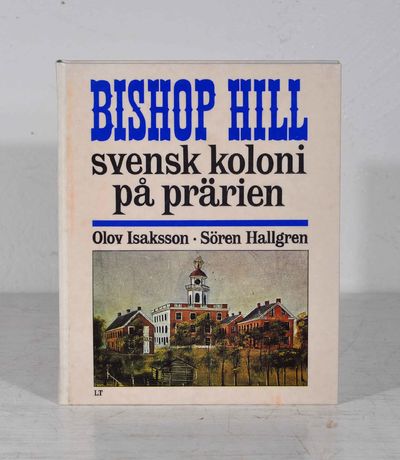 BISHOP HILL
svensk koloni
på prärien
Olov Isaksson · Sören Hallgren
LT